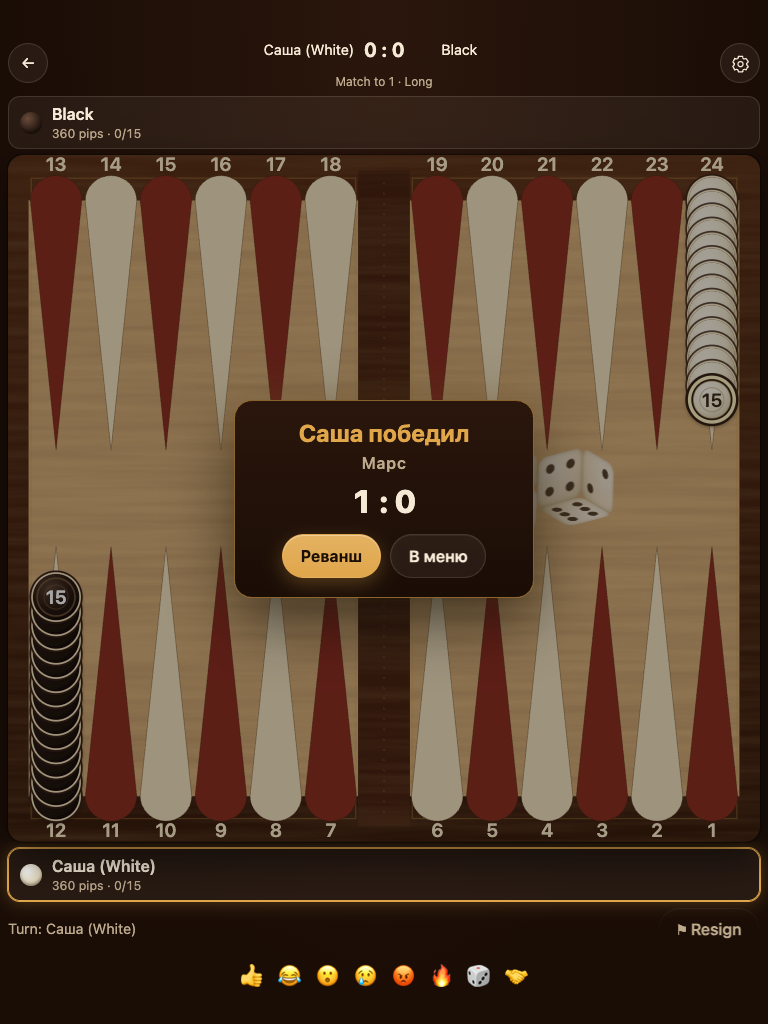 Саша (White) 0 : 0 Black
Match to 1 · Long
Black
360 pips · 0/15
13 14 15 16 17 18 19 20 21 22 23 24
15
Саша победил
Марс
1 : 0
Реванш В меню
15
12 11 10 9 8 7 6 5 4 3 2 1
Саша (White)
360 pips · 0/15
Turn: Саша (White) Resign